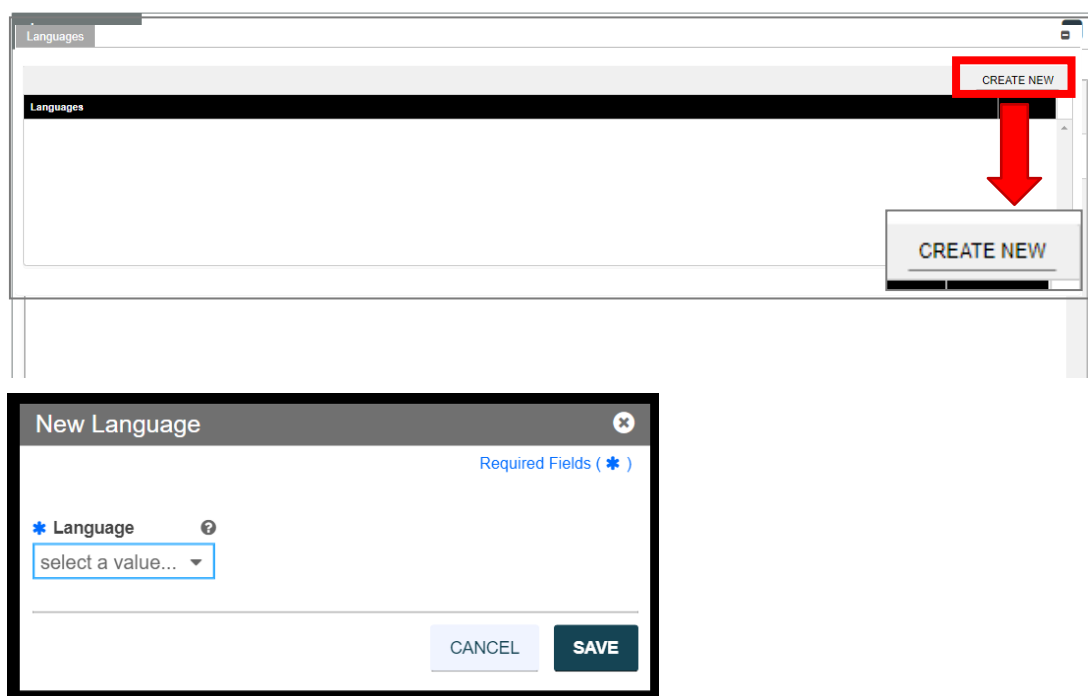 Languages
CREATE NEW
Languages
CREATE NEW
New Language
Required Fields ( ✱ )
✱ Language
select a value...
CANCEL SAVE